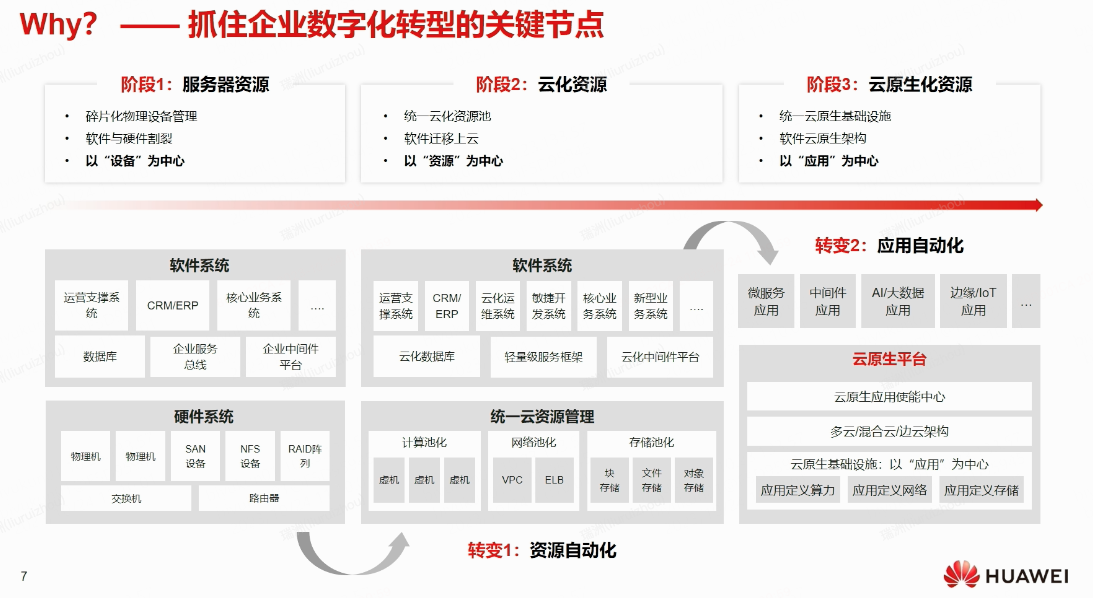 Why? —— 抓住企业数字化转型的关键节点
阶段1：服务器资源
• 碎片化物理设备管理
• 软件与硬件割裂
• 以“设备”为中心
阶段2：云化资源
• 统一云化资源池
• 软件迁移上云
• 以“资源”为中心
阶段3：云原生化资源
• 统一云原生基础设施
• 软件云原生架构
• 以“应用”为中心
软件系统
运营支撑系
统
CRM/ERP
核心业务系
统
....
数据库
企业服务
总线
企业中间件
平台
硬件系统
物理机
物理机
SAN
设备
NFS
设备
RAID阵
列
交换机
路由器
软件系统
运营支
撑系统
CRM/
ERP
云化运
维系统
敏捷开
发系统
核心业
务系统
新型业
务系统
....
云化数据库
轻量级服务框架
云化中间件平台
统一云资源管理
计算池化
虚机
虚机
虚机
网络池化
VPC
ELB
存储池化
块
存储
文件
存储
对象
存储
转变1：资源自动化
转变2：应用自动化
微服务
应用
中间件
应用
AI/大数据
应用
边缘/IoT
应用
...
云原生平台
云原生应用使能中心
多云/混合云/边云架构
云原生基础设施：以“应用”为中心
应用定义算力
应用定义网络
应用定义存储
7
HUAWEI